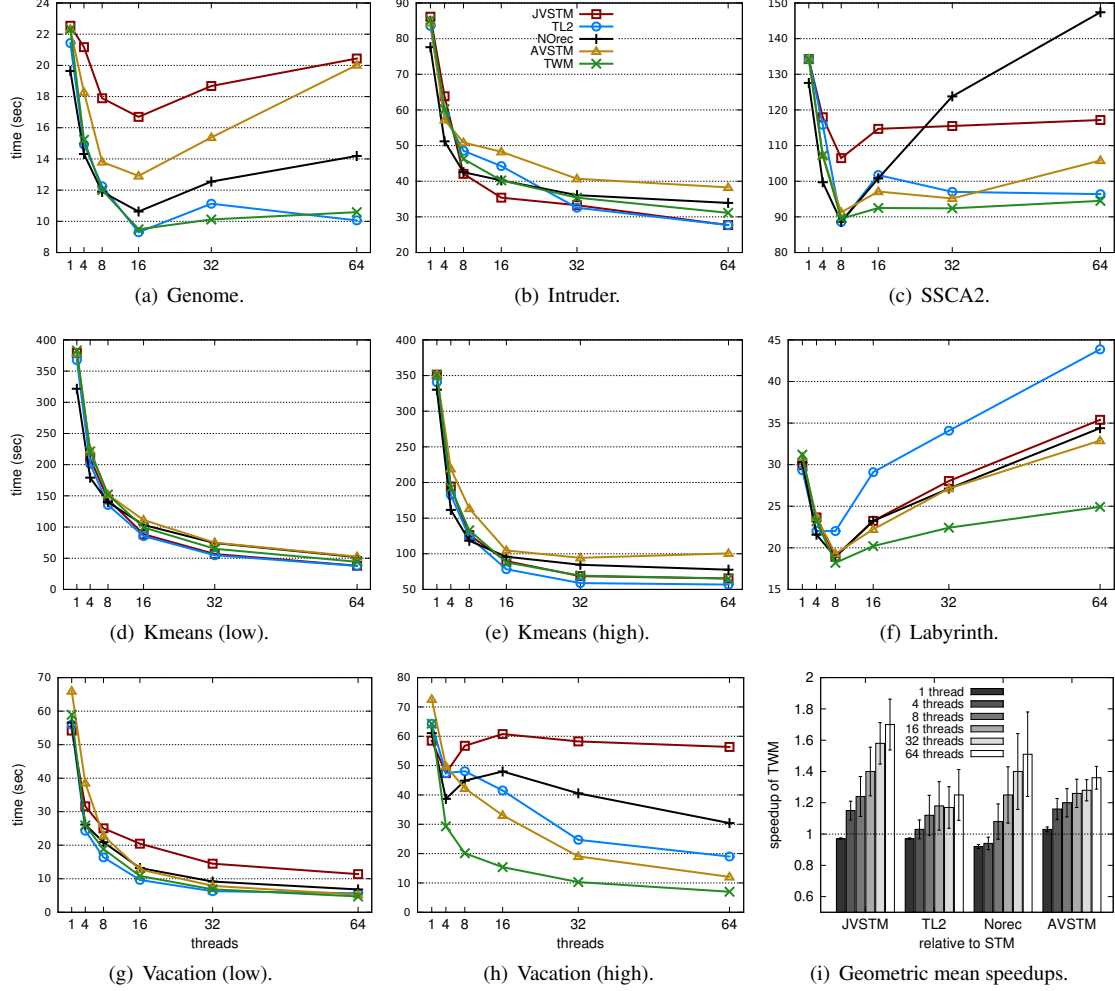 24
22
20
18
16
14
12
10
8
time (sec)
1 4 8 16 32 64
(a) Genome.
90
80
70
60
50
40
30
20
JVSTM
TL2
NOrec
AVSTM
TWM
1 4 8 16 32 64
(b) Intruder.
150
140
130
120
110
100
90
80
1 4 8 16 32 64
(c) SSCA2.
400
350
300
250
200
150
100
50
0
time (sec)
1 4 8 16 32 64
(d) Kmeans (low).
400
350
300
250
200
150
100
50
1 4 8 16 32 64
(e) Kmeans (high).
45
40
35
30
25
20
15
1 4 8 16 32 64
(f) Labyrinth.
70
60
50
40
30
20
10
0
time (sec)
1 4 8 16 32 64
threads
(g) Vacation (low).
80
70
60
50
40
30
20
10
0
1 4 8 16 32 64
threads
(h) Vacation (high).
2
1.8
1.6
1.4
1.2
1
0.8
0.6
speedup of TWM
1 thread
4 threads
8 threads
16 threads
32 threads
64 threads
JVSTM TL2 Norec AVSTM
relative to STM
(i) Geometric mean speedups.